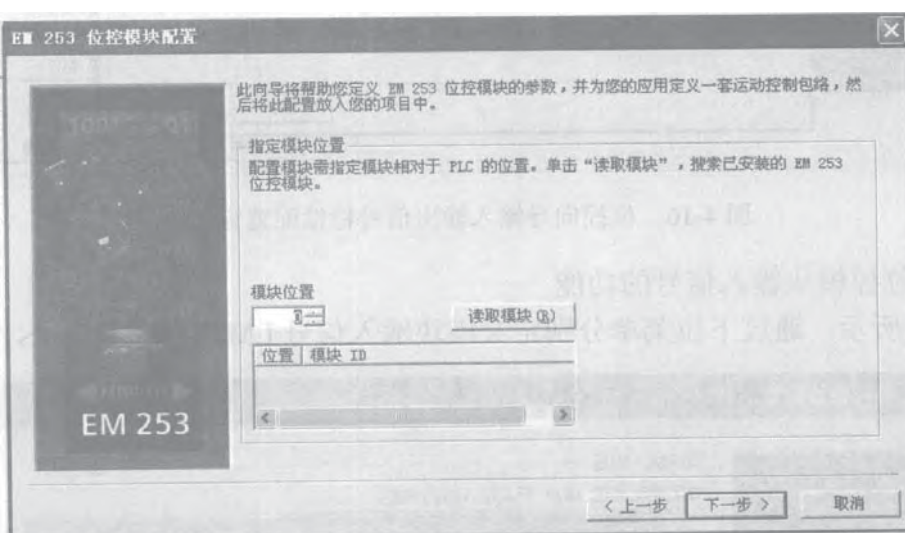 EM 253 位控模块配置
此向导将帮助您定义 EM 253 位控模块的参数，并为您的应用定义一套运动控制包络，然
后将此配置放入您的项目中。
指定模块位置
配置模块需指定模块相对于 PLC 的位置。单击“读取模块”，搜索已安装的 EM 253
位控模块。
模块位置
读取模块(R)
位置 模块 ID
EM 253
< 上一步 下一步 > 取消